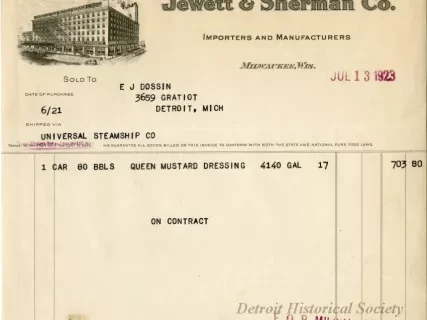 Jewett & Sherman Co.
IMPORTERS AND MANUFACTURERS
MILWAUKEE, WIS.
JUL 13 1923
SOLD TO
E J DOSSIN
3659 GRATIOT
DETROIT, MICH
DATE OF PURCHASE
6/21
SHIPPED VIA
UNIVERSAL STEAMSHIP CO
WE GUARANTEE ALL GOODS BILLED ON THIS INVOICE TO CONFORM WITH BOTH THE STATE AND NATIONAL PURE FOOD LAWS
1 CAR 80 BBLS QUEEN MUSTARD DRESSING 4140 GAL 17 703 80
ON CONTRACT
Detroit Historical Society